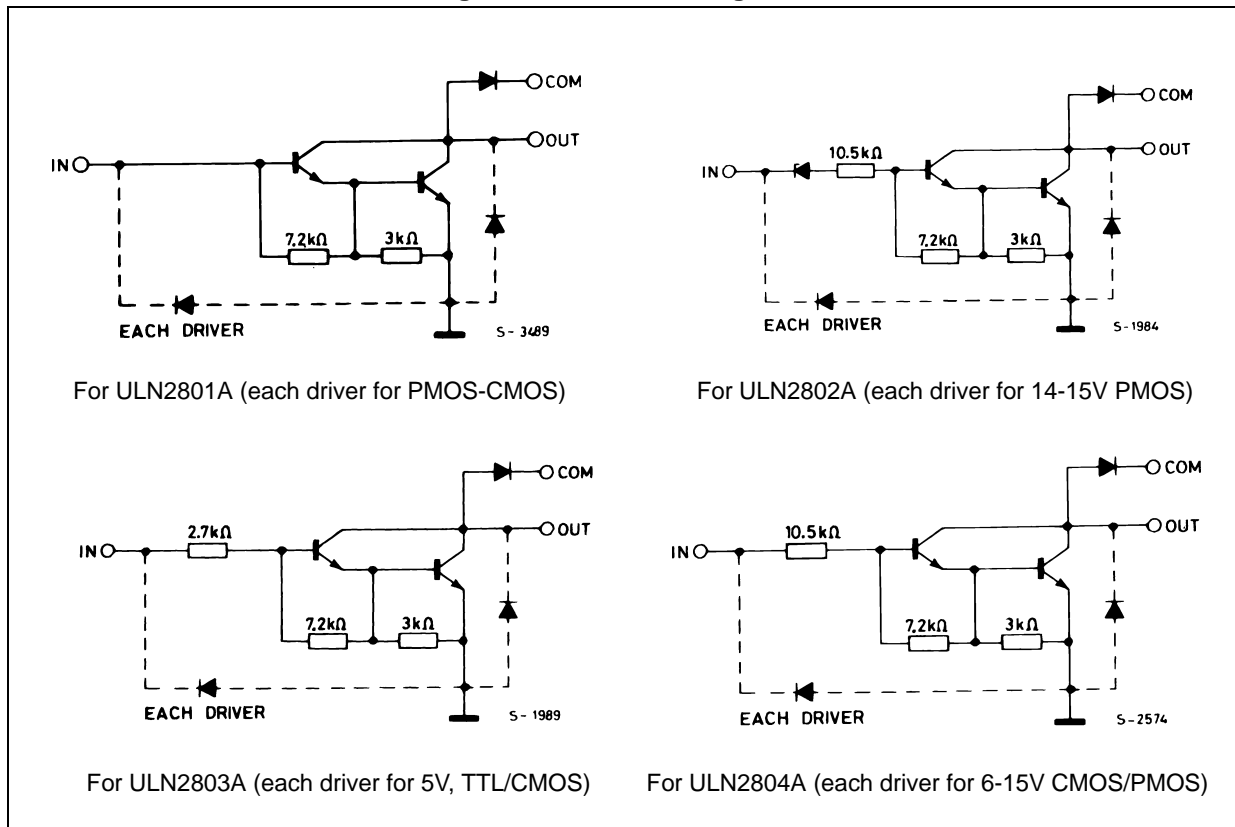 COM
OUT
IN
7.2kΩ 3kΩ
EACH DRIVER
S-3489
For ULN2801A (each driver for PMOS-CMOS)
COM
OUT
10.5kΩ
IN
7.2kΩ 3kΩ
EACH DRIVER
S-1984
For ULN2802A (each driver for 14-15V PMOS)
COM
OUT
2.7kΩ
IN
7.2kΩ 3kΩ
EACH DRIVER
S-1989
For ULN2803A (each driver for 5V, TTL/CMOS)
COM
OUT
10.5kΩ
IN
7.2kΩ 3kΩ
EACH DRIVER
S-2574
For ULN2804A (each driver for 6-15V CMOS/PMOS)